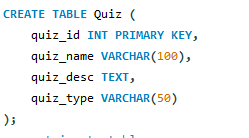 CREATE TABLE Quiz (
quiz_id INT PRIMARY KEY,
quiz_name VARCHAR(100),
quiz_desc TEXT,
quiz_type VARCHAR(50)
);